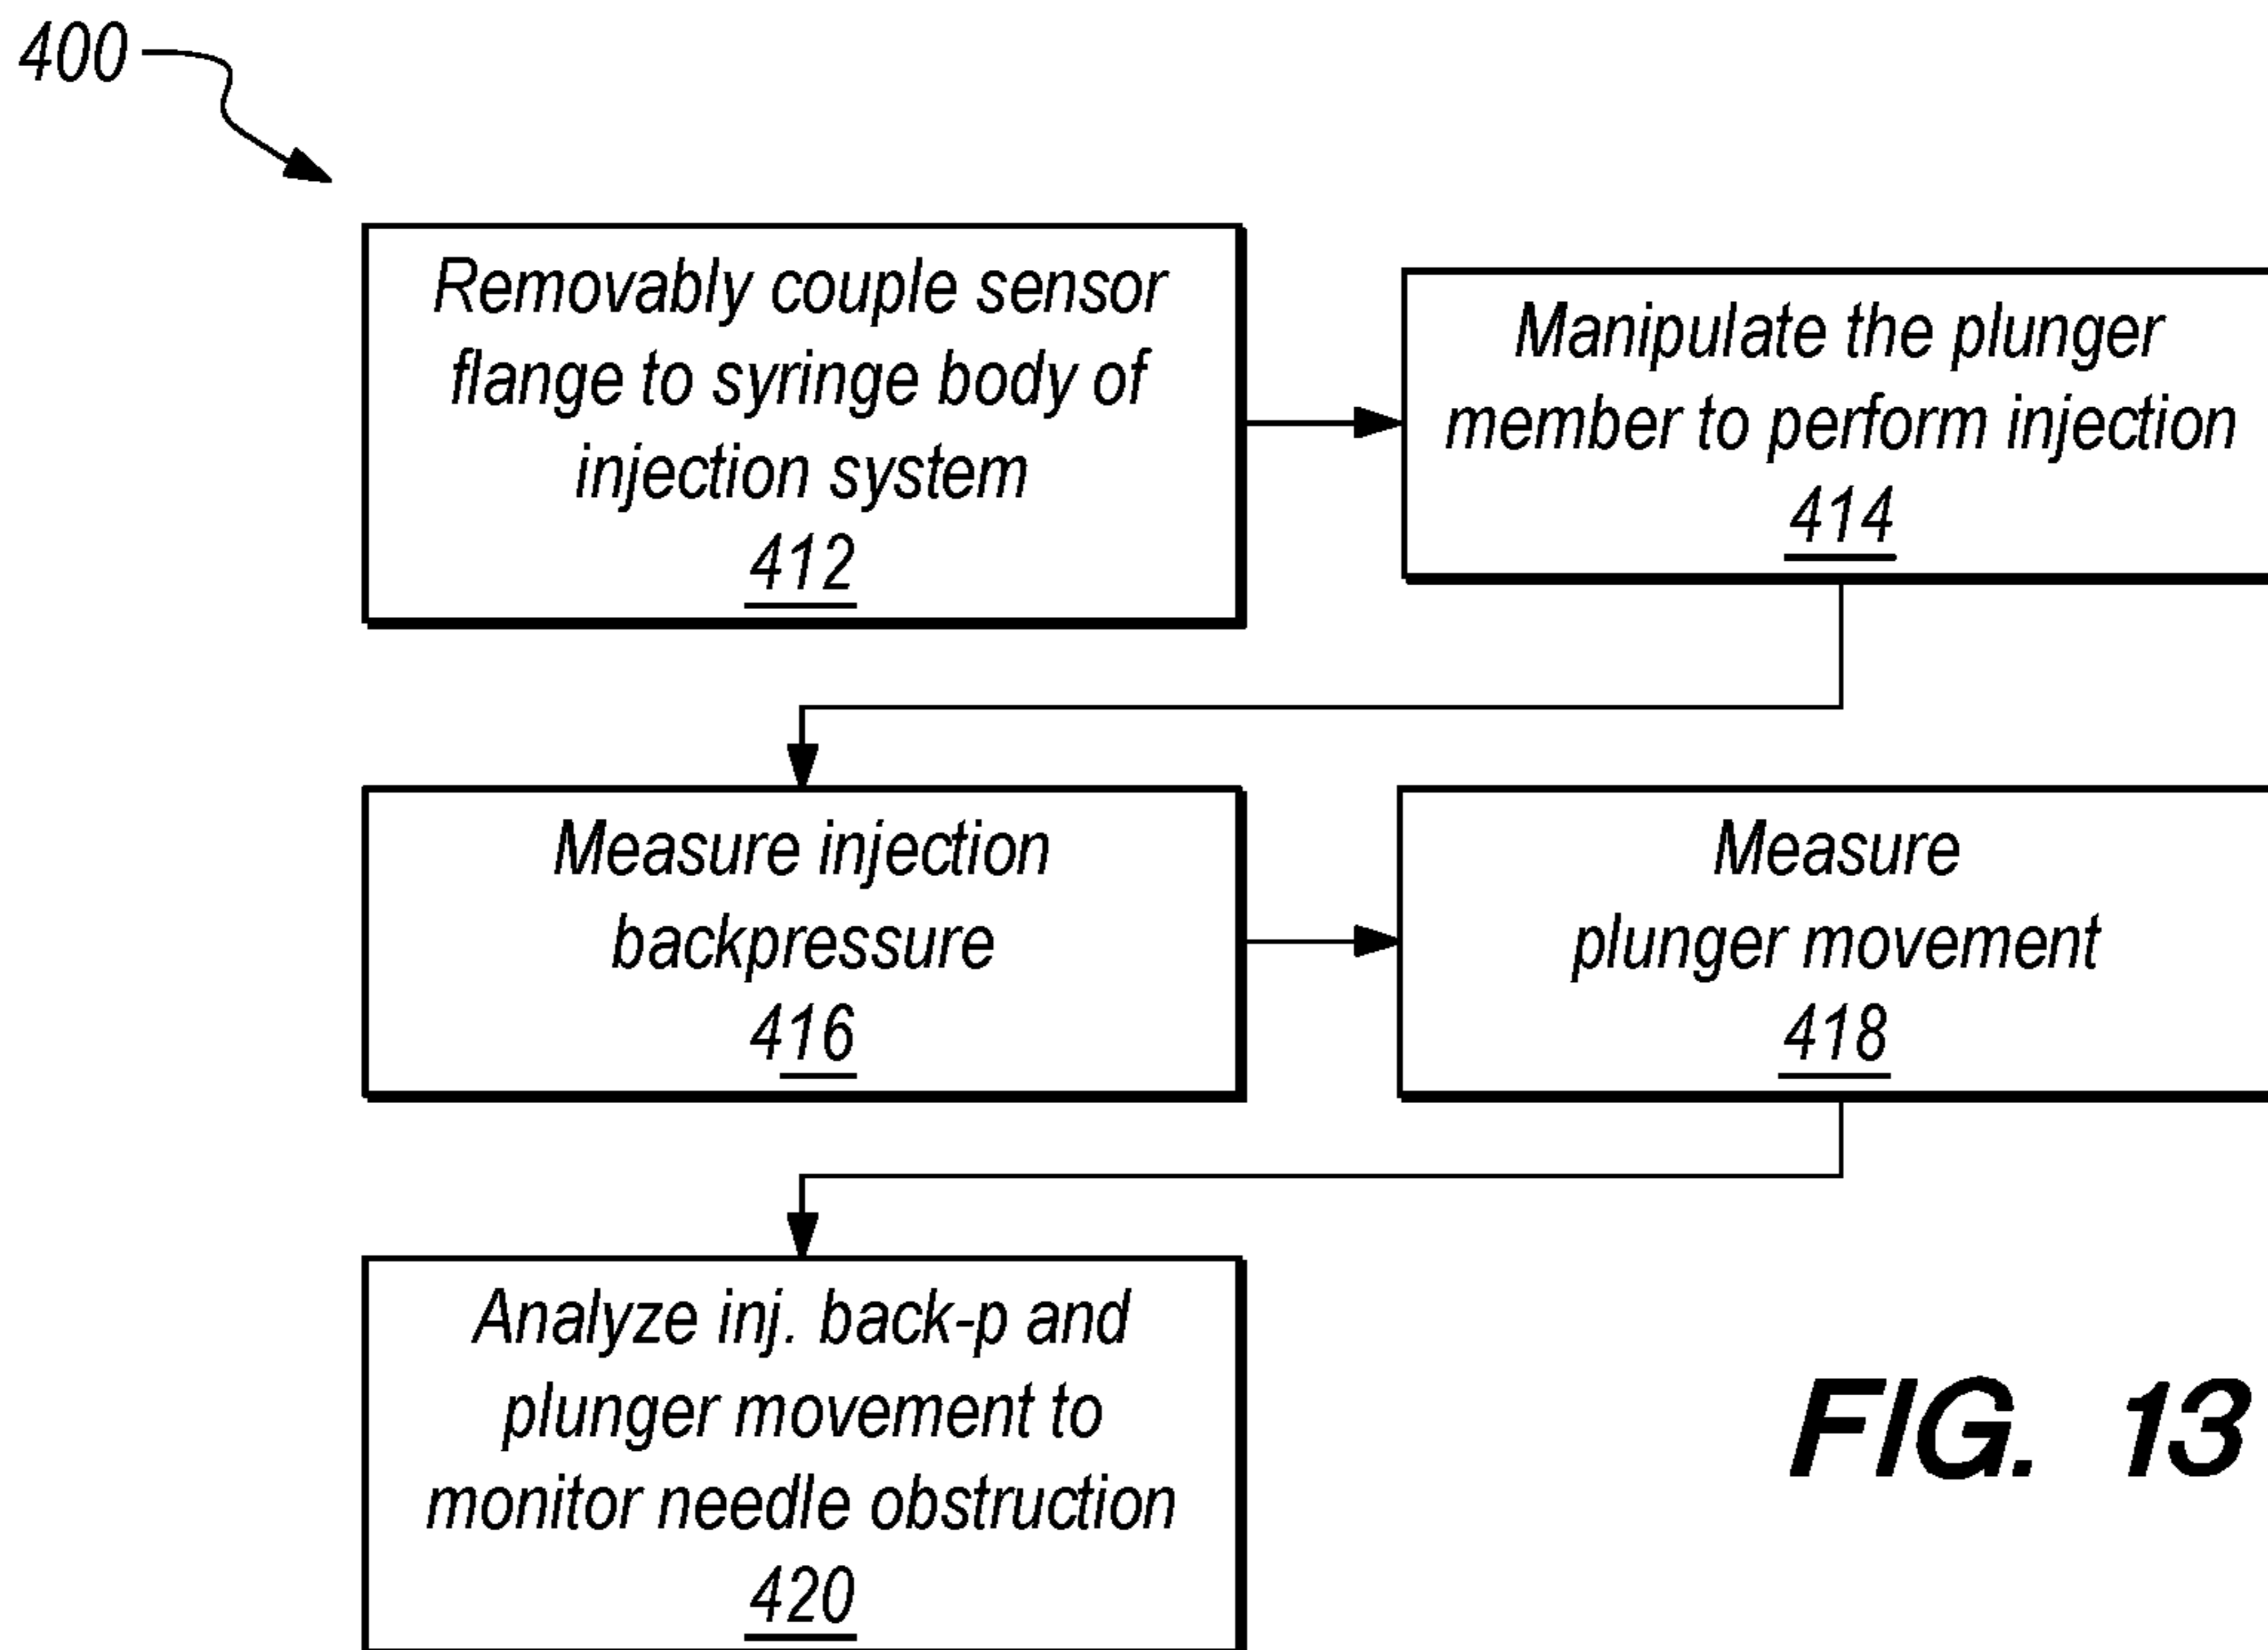 400
Removably couple sensor
flange to syringe body of
injection system
412
Manipulate the plunger
member to perform injection
414
Measure injection
backpressure
416
Measure
plunger movement
418
Analyze inj. back-p and
plunger movement to
monitor needle obstruction
420
FIG. 13